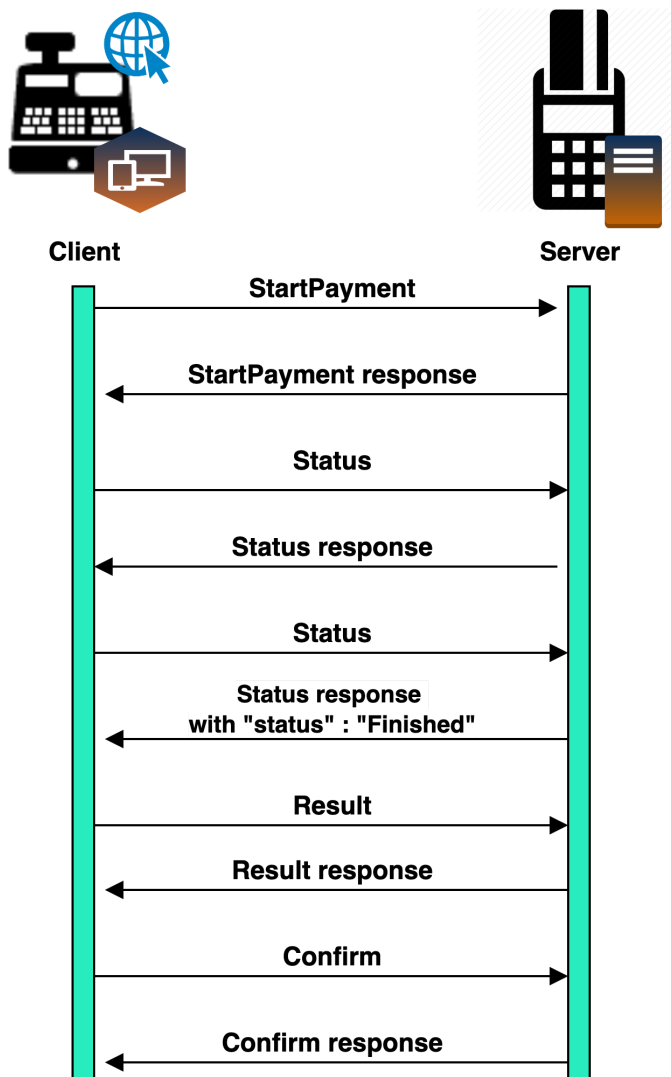 Client
Server
StartPayment
StartPayment response
Status
Status response
Status
Status response
with "status" : "Finished"
Result
Result response
Confirm
Confirm response